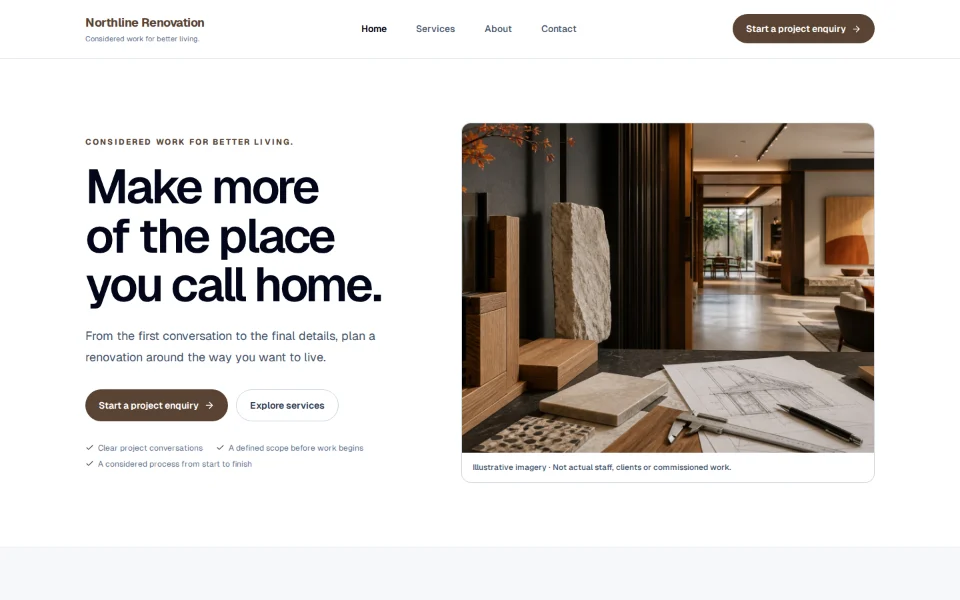 Northline Renovation
Considered work for better living.
Home
Services
About
Contact
Start a project enquiry →
CONSIDERED WORK FOR BETTER LIVING.
Make more
of the place
you call home.
From the first conversation to the final details, plan a
renovation around the way you want to live.
Start a project enquiry →
Explore services
✓ Clear project conversations
✓ A defined scope before work begins
✓ A considered process from start to finish
Illustrative imagery · Not actual staff, clients or commissioned work.